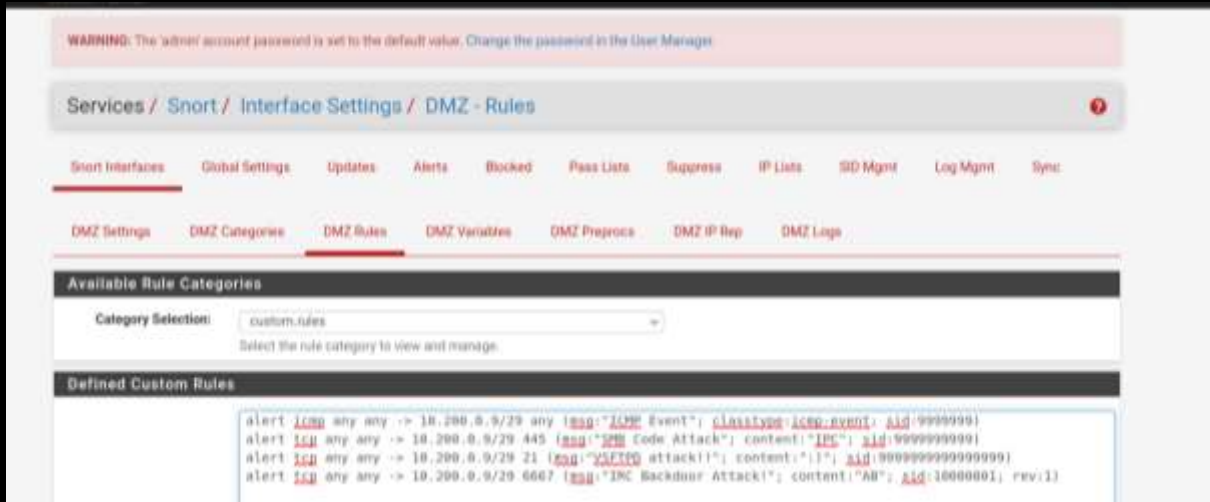 WARNING: The 'admin' account password is set to the default value. Change the password in the User Manager.
Services / Snort / Interface Settings / DMZ - Rules
Snort Interfaces Global Settings Updates Alerts Blocked Pass Lists Suppress IP Lists SID Mgmt Log Mgmt Sync
DMZ Settings DMZ Categories DMZ Rules DMZ Variables DMZ Preprocs DMZ IP Rep DMZ Logs
Available Rule Categories
Category Selection: custom.rules
Select the rule category to view and manage.
Defined Custom Rules
alert icmp any any -> 10.200.0.9/29 any (msg:"ICMP Event"; classtype:icmp-event; sid:9999999)
alert tcp any any -> 10.200.0.9/29 445 (msg:"SMB Code Attack"; content:"IPC"; sid:9999999999)
alert tcp any any -> 10.200.0.9/29 21 (msg:"VSFTPD attack!!"; content:":)"; sid:9999999999999999)
alert tcp any any -> 10.200.0.9/29 6667 (msg:"IRC Backdoor Attack!"; content:"AB"; sid:10000001; rev:1)